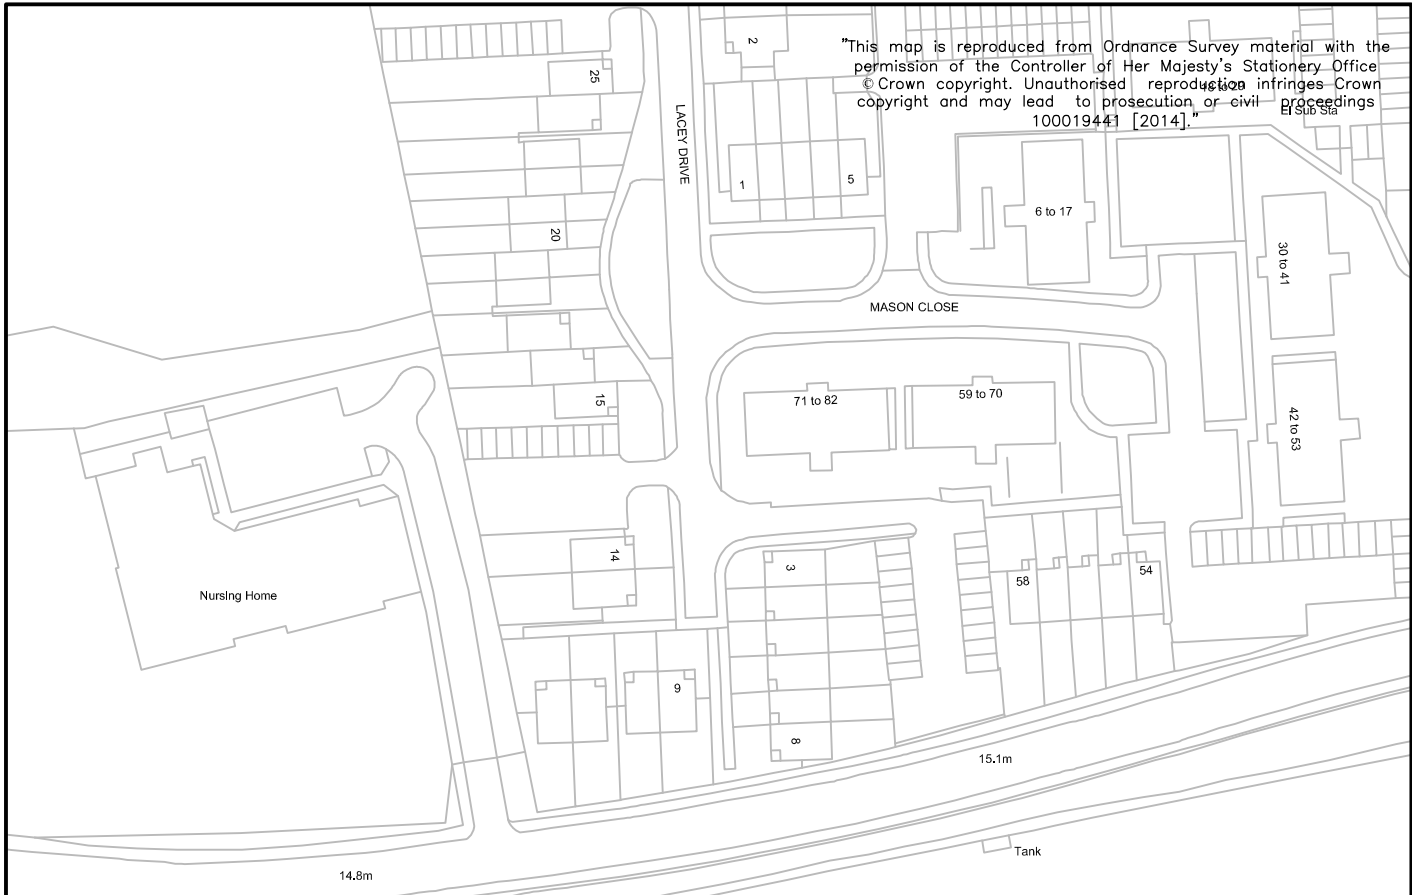 "This map is reproduced from Ordnance Survey material with the
permission of the Controller of Her Majesty's Stationery Office
© Crown copyright. Unauthorised reproduction infringes Crown
copyright and may lead to prosecution or civil proceedings
100019441 [2014]."
18 to 29
El Sub Sta
2
25
LACEY DRIVE
1
5
6 to 17
20
30 to 41
MASON CLOSE
15
71 to 82
59 to 70
42 to 53
14
3
58
54
Nursing Home
9
8
15.1m
Tank
14.8m